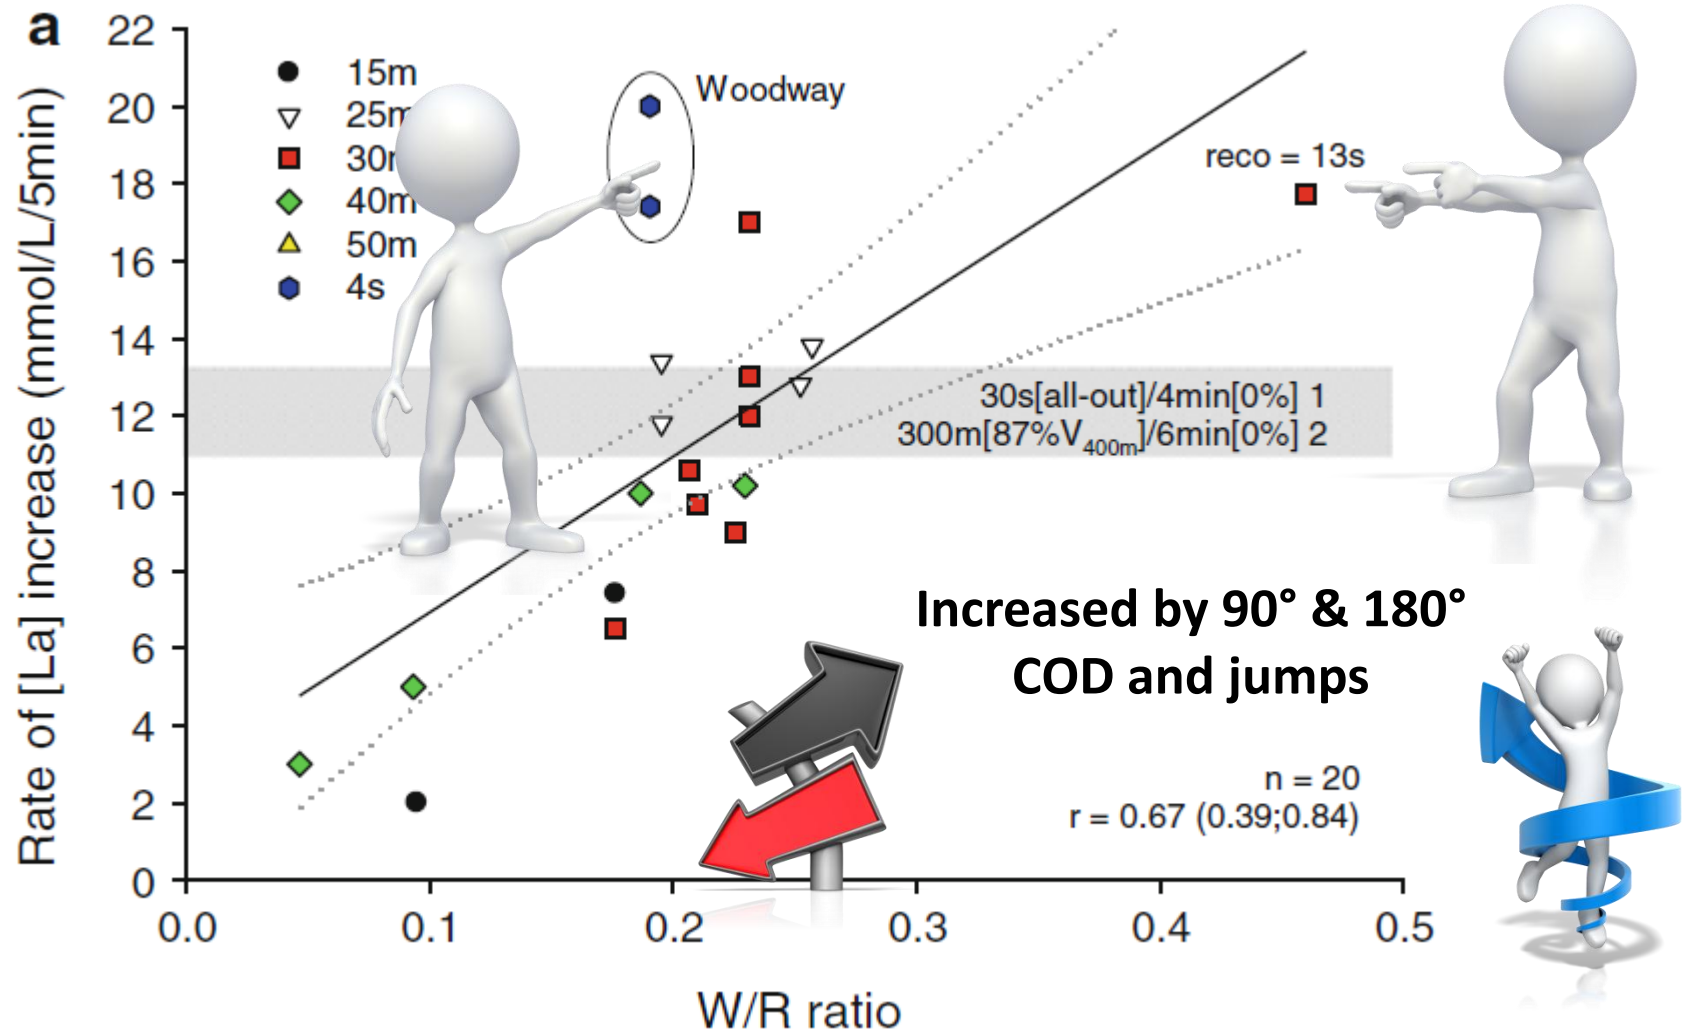 a
22
20
18
16
14
12
10
8
6
4
2
0
Rate of [La] increase (mmol/L/5min)
15m
25m
40m
50m
4s
Woodway
reco = 13s
30s[all-out]/4min[0%] 1
300m[87%V400m]/6min[0%] 2
Increased by 90° & 180°
COD and jumps
n = 20
r = 0.67 (0.39;0.84)
0.0 0.1 0.2 0.3 0.4 0.5
W/R ratio